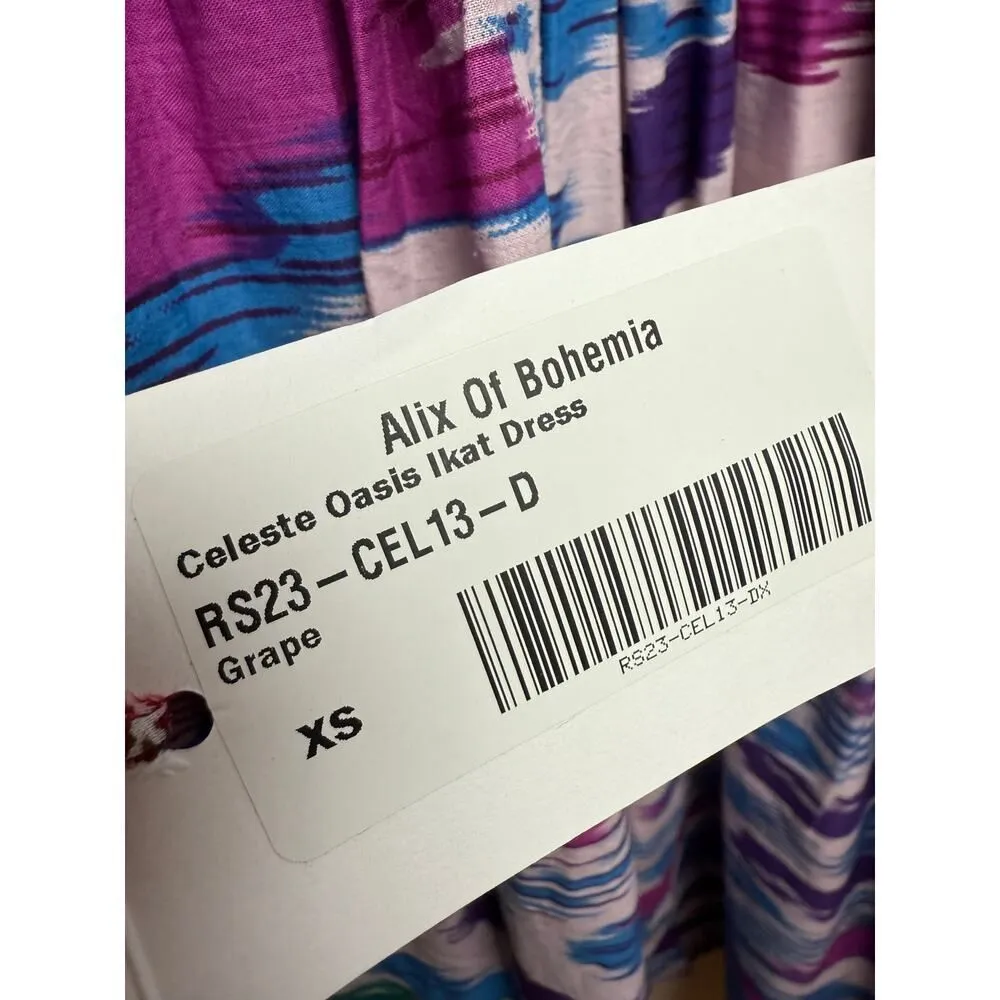 Alix Of Bohemia
Celeste Oasis Ikat Dress
RS23-CEL13-D
Grape
XS
RS23-CEL13-DX